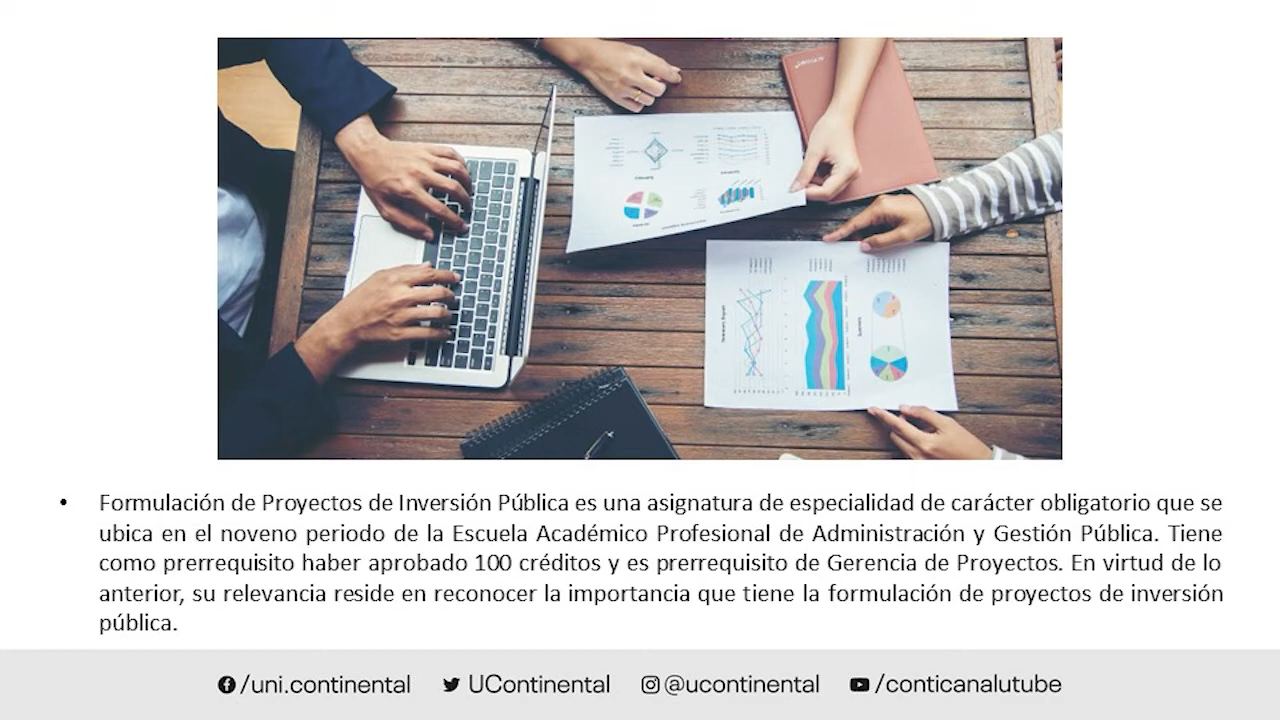 Formulación de Proyectos de Inversión Pública es una asignatura de especialidad de carácter obligatorio que se
ubica en el noveno periodo de la Escuela Académico Profesional de Administración y Gestión Pública. Tiene
como prerrequisito haber aprobado 100 créditos y es prerrequisito de Gerencia de Proyectos. En virtud de lo
anterior, su relevancia reside en reconocer la importancia que tiene la formulación de proyectos de inversión
pública.
/uni.continental UContinental @ucontinental /conticanalutube